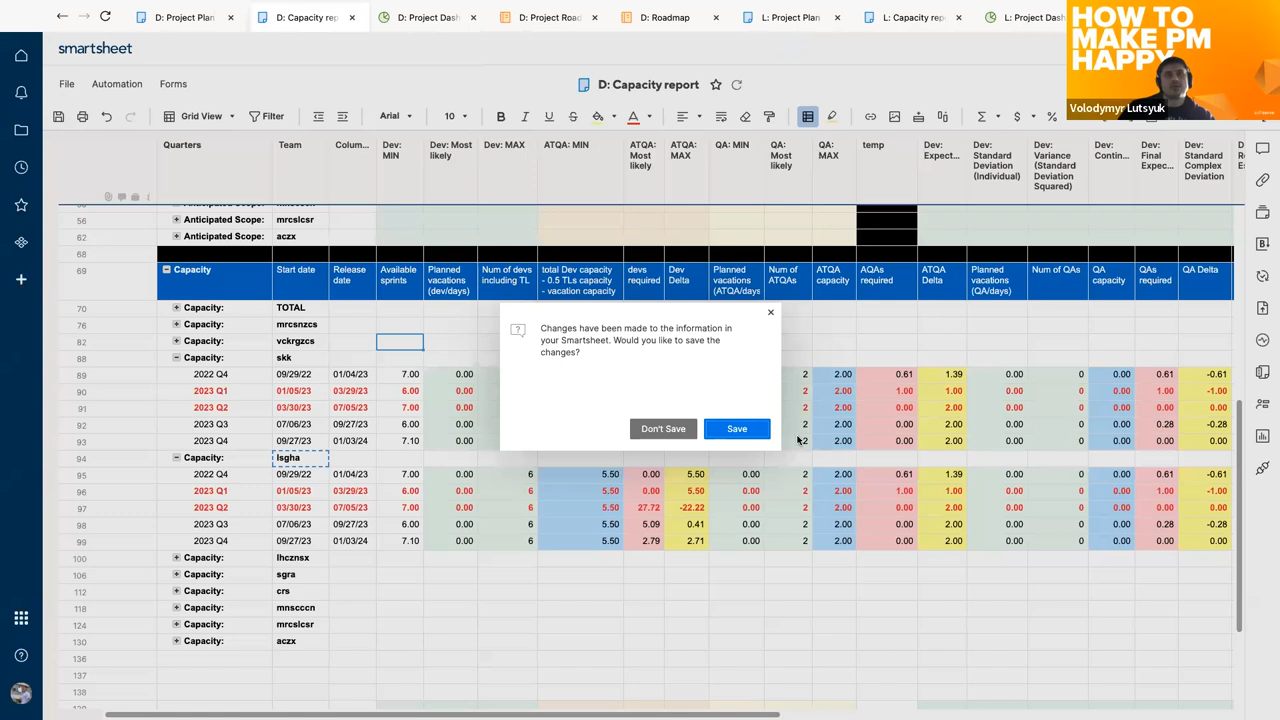 D: Project Plan
D: Capacity rep
D: Project Dash
D: Project Road
D: Roadmap
L: Project Plan
L: Capacity repo
L: Project Dash
HOW TO
MAKE PM
HAPPY
Volodymyr Lutsyuk
smartsheet
File Automation Forms
D: Capacity report
Grid View Filter Arial 10 B I U S A Σ $ %
Quarters Team Colum... Dev: MIN Dev: Most likely Dev: MAX ATQA: MIN ATQA: Most likely ATQA: MAX QA: MIN QA: Most likely QA: MAX temp Dev: Expect... Dev: Standard Deviation (Individual) Dev: Variance (Standard Deviation Squared) Dev: Contin... Dev: Final Expec... Dev: Standard Complex Deviation
56 Anticipated Scope: mrcslcsr
62 Anticipated Scope: aczx
68
69 Capacity Start date Release date Available sprints Planned vacations (dev/days) Num of devs including TL total Dev capacity - 0.5 TLs capacity - vacation capacity devs required Dev Delta Planned vacations (ATQA/days Num of ATQAs ATQA capacity AQAs required ATQA Delta Planned vacations (QA/days) Num of QAs QA capacity QAs required QA Delta
70 Capacity: TOTAL
76 Capacity: mrcsnzcs
82 Capacity: vckrgzcs
88 Capacity: skk
89 2022 Q4 09/29/22 01/04/23 7.00 0.00 2 2.00 0.61 1.39 0.00 0 0.00 0.61 -0.61
90 2023 Q1 01/05/23 03/29/23 6.00 0.00 2 2.00 1.00 1.00 0.00 0 0.00 1.00 -1.00
91 2023 Q2 03/30/23 07/05/23 7.00 0.00 2 2.00 0.00 2.00 0.00 0 0.00 0.00 0.00
92 2023 Q3 07/06/23 09/27/23 6.00 0.00 2 2.00 0.00 2.00 0.00 0 0.00 0.28 -0.28
93 2023 Q4 09/27/23 01/03/24 7.10 0.00 2 2.00 0.00 2.00 0.00 0 0.00 0.00 0.00
Changes have been made to the information in
your Smartsheet. Would you like to save the
changes?
Don't Save Save
94 Capacity: lsgha
95 2022 Q4 09/29/22 01/04/23 7.00 0.00 6 5.50 0.00 5.50 0.00 2 2.00 0.61 1.39 0.00 0 0.00 0.61 -0.61
96 2023 Q1 01/05/23 03/29/23 6.00 0.00 6 5.50 0.00 5.50 0.00 2 2.00 1.00 1.00 0.00 0 0.00 1.00 -1.00
97 2023 Q2 03/30/23 07/05/23 7.00 0.00 6 5.50 27.72 -22.22 0.00 2 2.00 0.00 2.00 0.00 0 0.00 0.00 0.00
98 2023 Q3 07/06/23 09/27/23 6.00 0.00 6 5.50 5.09 0.41 0.00 2 2.00 0.00 2.00 0.00 0 0.00 0.28 -0.28
99 2023 Q4 09/27/23 01/03/24 7.10 0.00 6 5.50 2.79 2.71 0.00 2 2.00 0.00 2.00 0.00 0 0.00 0.00 0.00
100 Capacity: lhcznsx
106 Capacity: sgra
112 Capacity: crs
118 Capacity: mnscccn
124 Capacity: mrcslcsr
130 Capacity: aczx
136
137
138